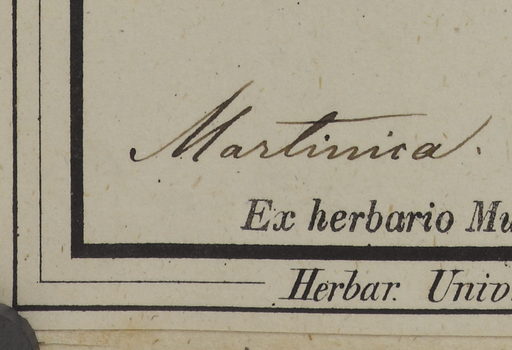 Martinica.
Ex herbario Mu
Herbar. Univ.